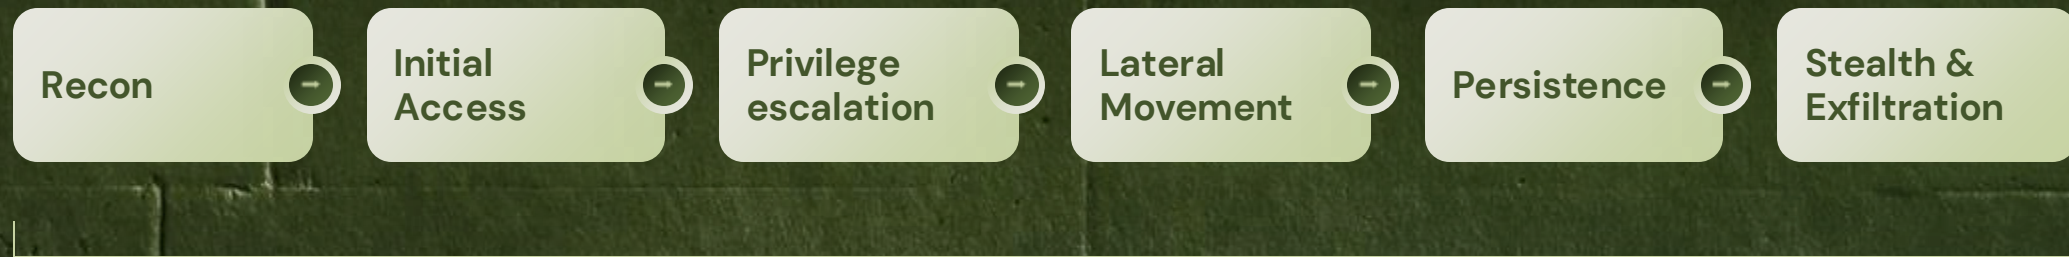 Recon
Initial
Access
Privilege
escalation
Lateral
Movement
Persistence
Stealth &
Exfiltration